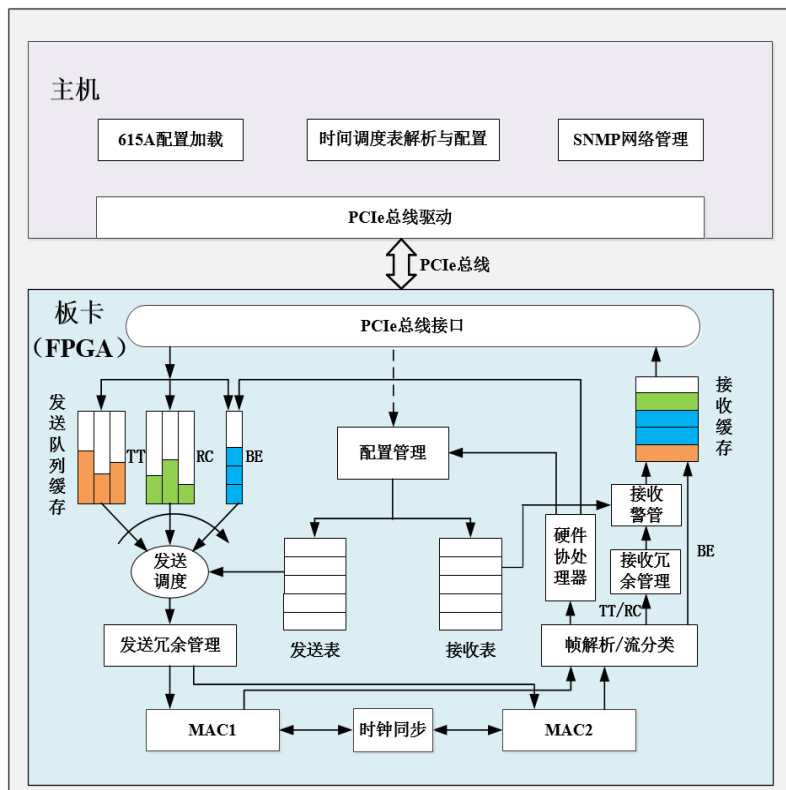 主机
615A配置加载
时间调度表解析与配置
SNMP网络管理
PCIe总线驱动
PCIe总线
板卡
（FPGA）
PCIe总线接口
发送队列缓存
TT
RC
BE
配置管理
接收缓存
接收
警管
硬件
协处
理器
接收冗
余管理
BE
发送
调度
TT/RC
发送冗余管理
发送表
接收表
帧解析/流分类
MAC1
时钟同步
MAC2